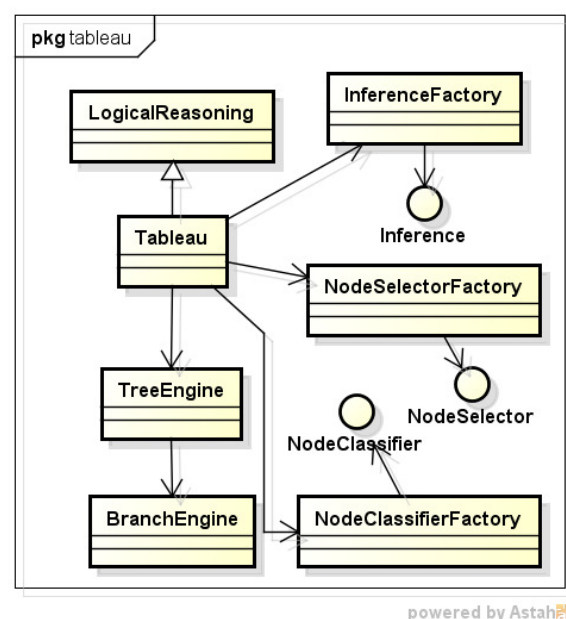 pkg tableau
LogicalReasoning
InferenceFactory
Inference
Tableau
NodeSelectorFactory
NodeSelector
TreeEngine
NodeClassifier
BranchEngine
NodeClassifierFactory
powered by Astah